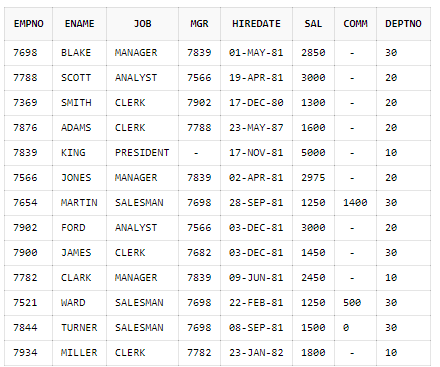 EMPNO ENAME JOB MGR HIREDATE SAL COMM DEPTNO
7698 BLAKE MANAGER 7839 01-MAY-81 2850 - 30
7788 SCOTT ANALYST 7566 19-APR-81 3000 - 20
7369 SMITH CLERK 7902 17-DEC-80 1300 - 20
7876 ADAMS CLERK 7788 23-MAY-87 1600 - 20
7839 KING PRESIDENT - 17-NOV-81 5000 - 10
7566 JONES MANAGER 7839 02-APR-81 2975 - 20
7654 MARTIN SALESMAN 7698 28-SEP-81 1250 1400 30
7902 FORD ANALYST 7566 03-DEC-81 3000 - 20
7900 JAMES CLERK 7682 03-DEC-81 1450 - 30
7782 CLARK MANAGER 7839 09-JUN-81 2450 - 10
7521 WARD SALESMAN 7698 22-FEB-81 1250 500 30
7844 TURNER SALESMAN 7698 08-SEP-81 1500 0 30
7934 MILLER CLERK 7782 23-JAN-82 1800 - 10